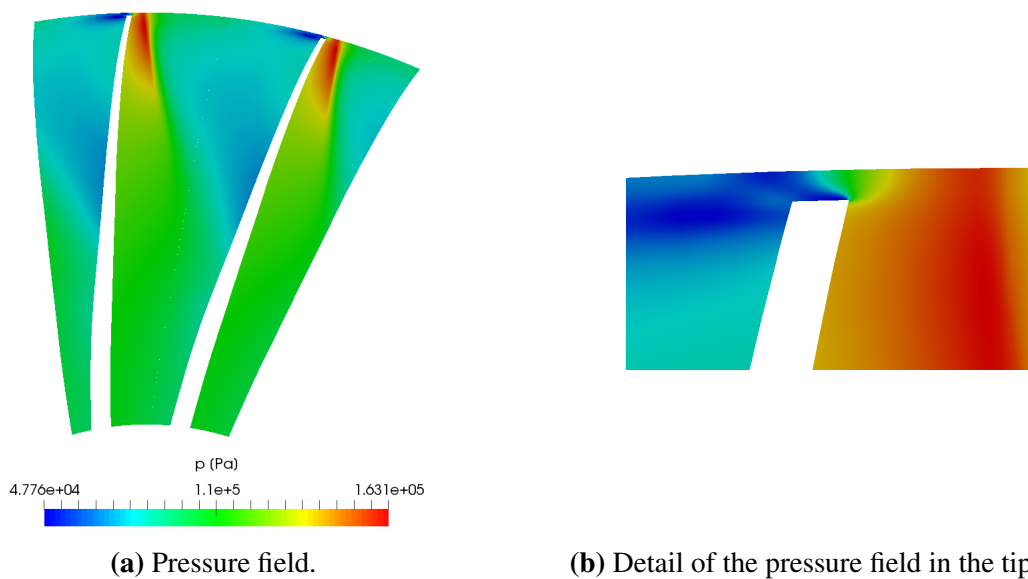 p (Pa)
4.776e+04 1.1e+5 1.631e+05
(a) Pressure field.
(b) Detail of the pressure field in the tip